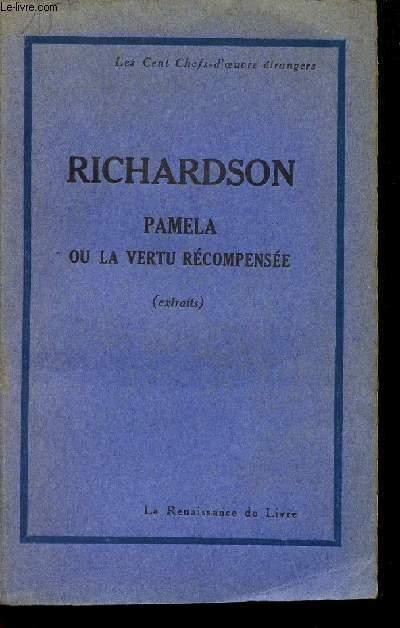 Le-livre.com
Les Cent Chefs-d'œuvre étrangers
RICHARDSON
PAMELA
OU LA VERTU RÉCOMPENSÉE
(extraits)
La Renaissance du Livre